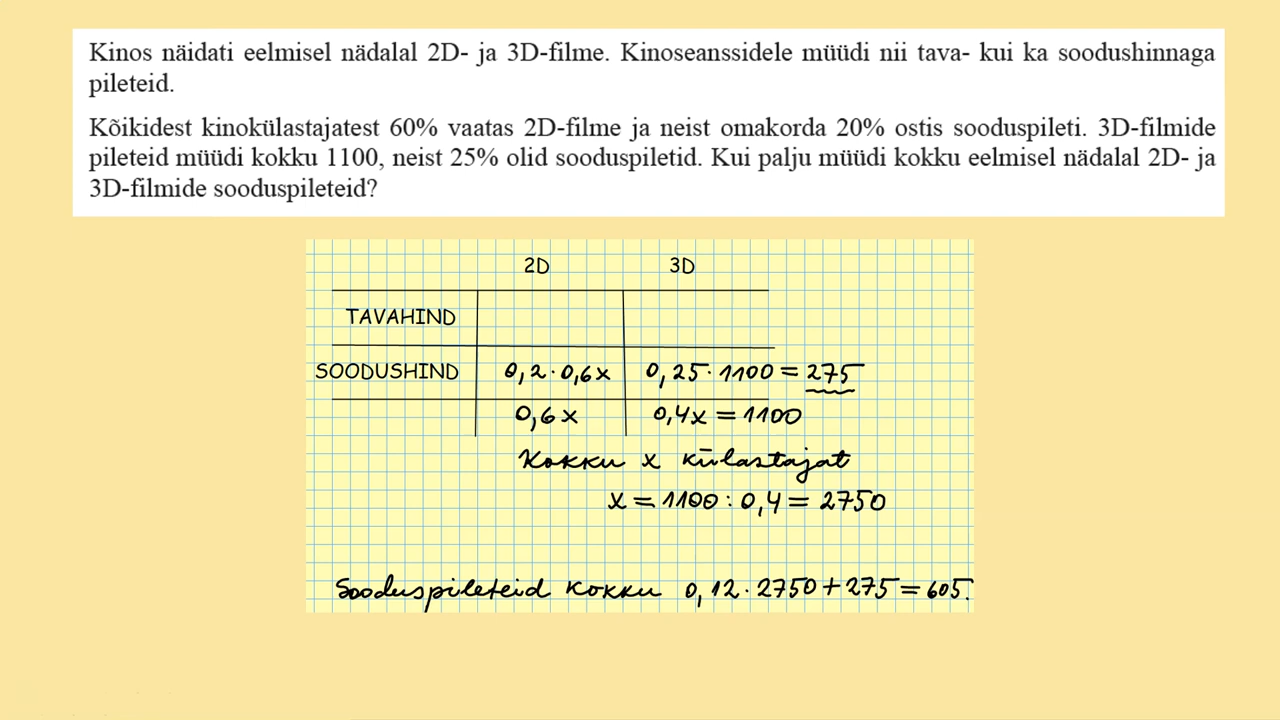 Kinos näidati eelmisel nädalal 2D- ja 3D-filme. Kinoseanssidele müüdi nii tava- kui ka soodushinnaga
pileteid.
Kõikidest kinokülastajatest 60% vaatas 2D-filme ja neist omakorda 20% ostis sooduspileti. 3D-filmide
pileteid müüdi kokku 1100, neist 25% olid sooduspiletid. Kui palju müüdi kokku eelmisel nädalal 2D- ja
3D-filmide sooduspileteid?
2D 3D
TAVAHIND
SOODUSHIND 0,2 · 0,6x 0,25 · 1100 = 275
0,6x 0,4x = 1100
Kokku x külastajat
x = 1100 : 0,4 = 2750
Sooduspileteid kokku 0,12 · 2750 + 275 = 605.